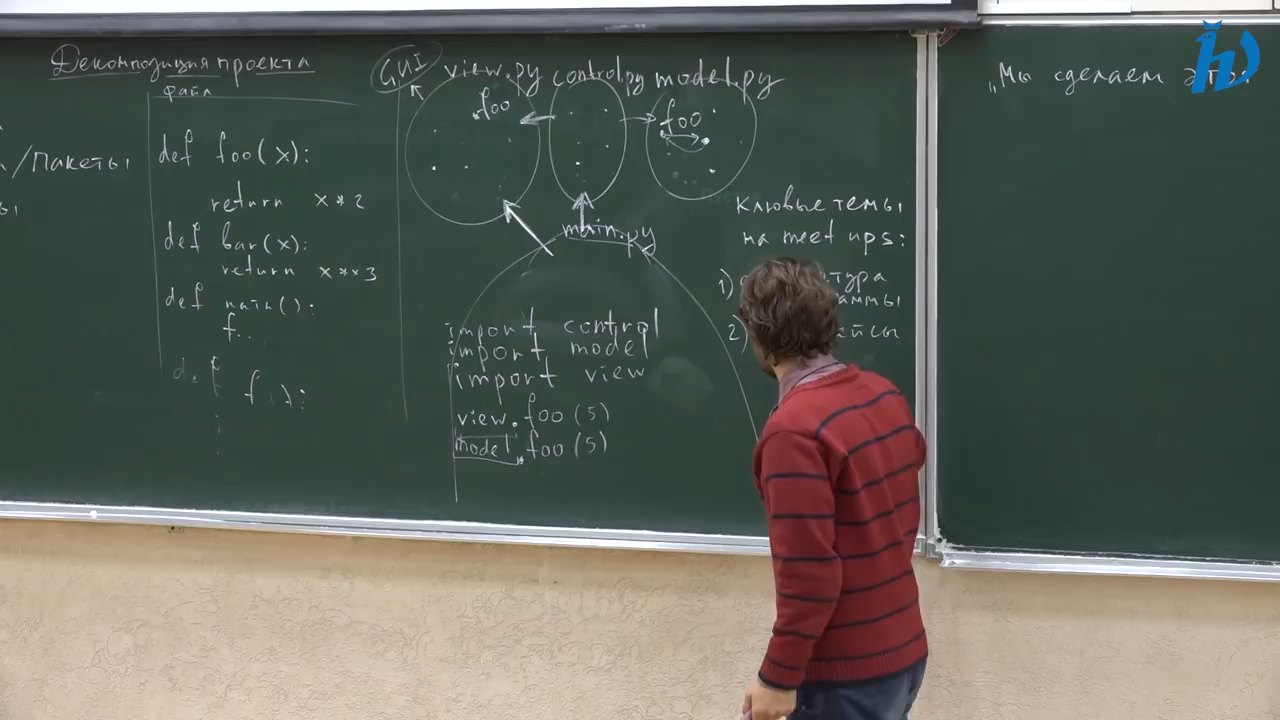 Декомпозиция проекта
файл
/Пакеты
ы
def foo(x):
return x**2
def bar(x):
return x**3
def main():
f..
def f():
GUI view.py control.py model.py
foo
foo
main.py
import control
import model
import view
view.foo(5)
model.foo(5)
Ключевые темы
на meet ups:
1)
2)
„Мы сделаем это